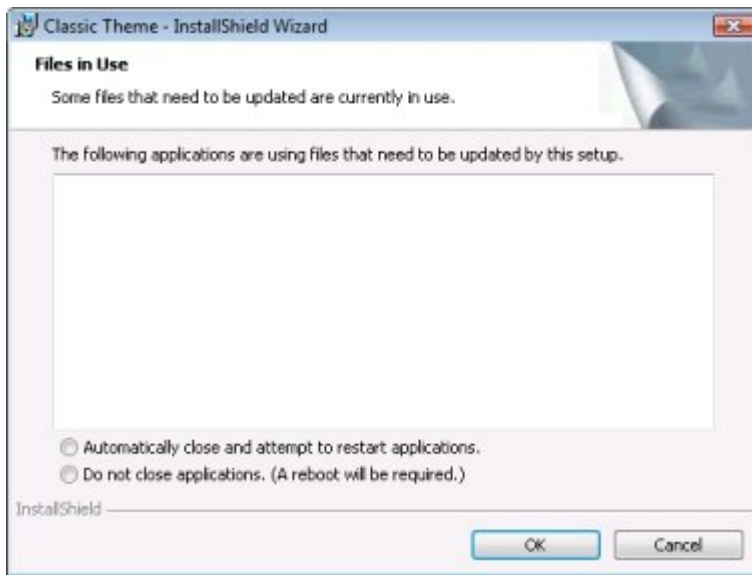 Classic Theme - InstallShield Wizard
Files in Use
Some files that need to be updated are currently in use.
The following applications are using files that need to be updated by this setup.
Automatically close and attempt to restart applications.
Do not close applications. (A reboot will be required.)
InstallShield
OK
Cancel